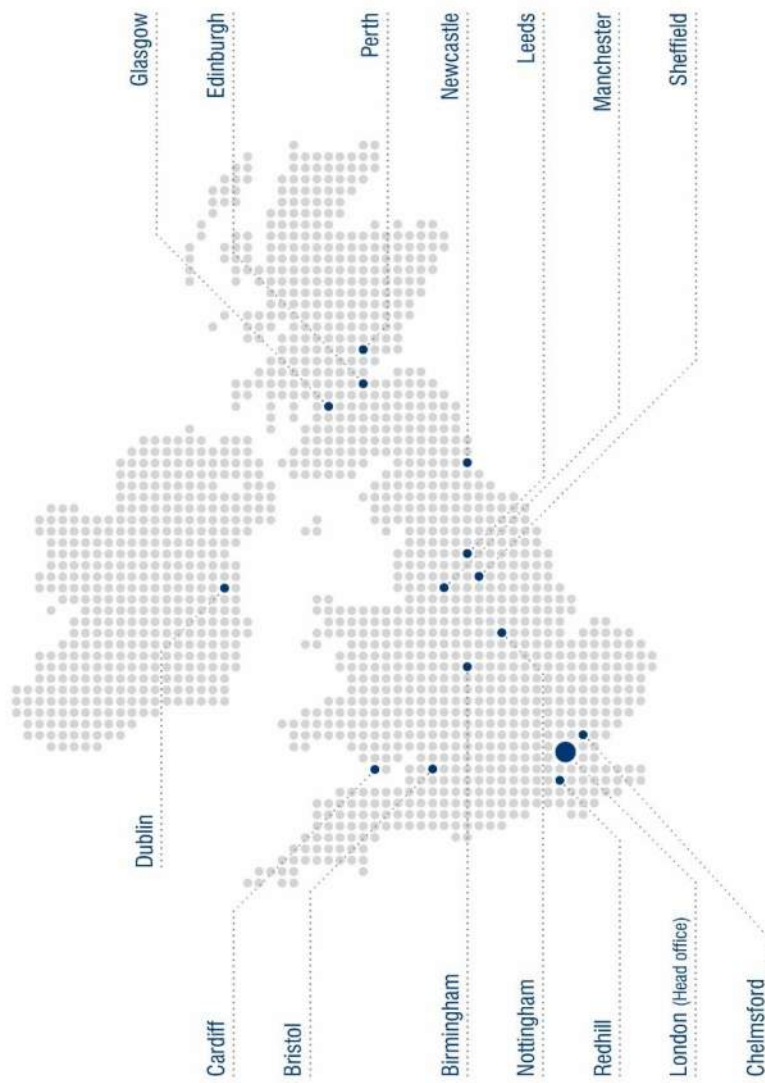 Glasgow
Edinburgh
Perth
Newcastle
Leeds
Manchester
Sheffield
Dublin
Cardiff
Bristol
Birmingham
Nottingham
Redhill
London (Head office)
Chelmsford